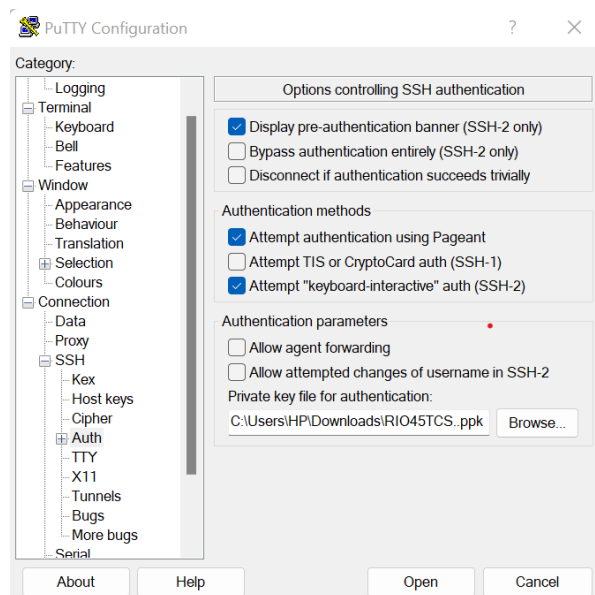 PuTTY Configuration ?
Category:
Logging
Terminal
Keyboard
Bell
Features
Window
Appearance
Behaviour
Translation
Selection
Colours
Connection
Data
Proxy
SSH
Kex
Host keys
Cipher
Auth
TTY
X11
Tunnels
Bugs
More bugs
Serial
Options controlling SSH authentication
Display pre-authentication banner (SSH-2 only)
Bypass authentication entirely (SSH-2 only)
Disconnect if authentication succeeds trivially
Authentication methods
Attempt authentication using Pageant
Attempt TIS or CryptoCard auth (SSH-1)
Attempt "keyboard-interactive" auth (SSH-2)
Authentication parameters
Allow agent forwarding
Allow attempted changes of username in SSH-2
Private key file for authentication:
C:\Users\HP\Downloads\RIO45TCS..ppk Browse...
About Help Open Cancel